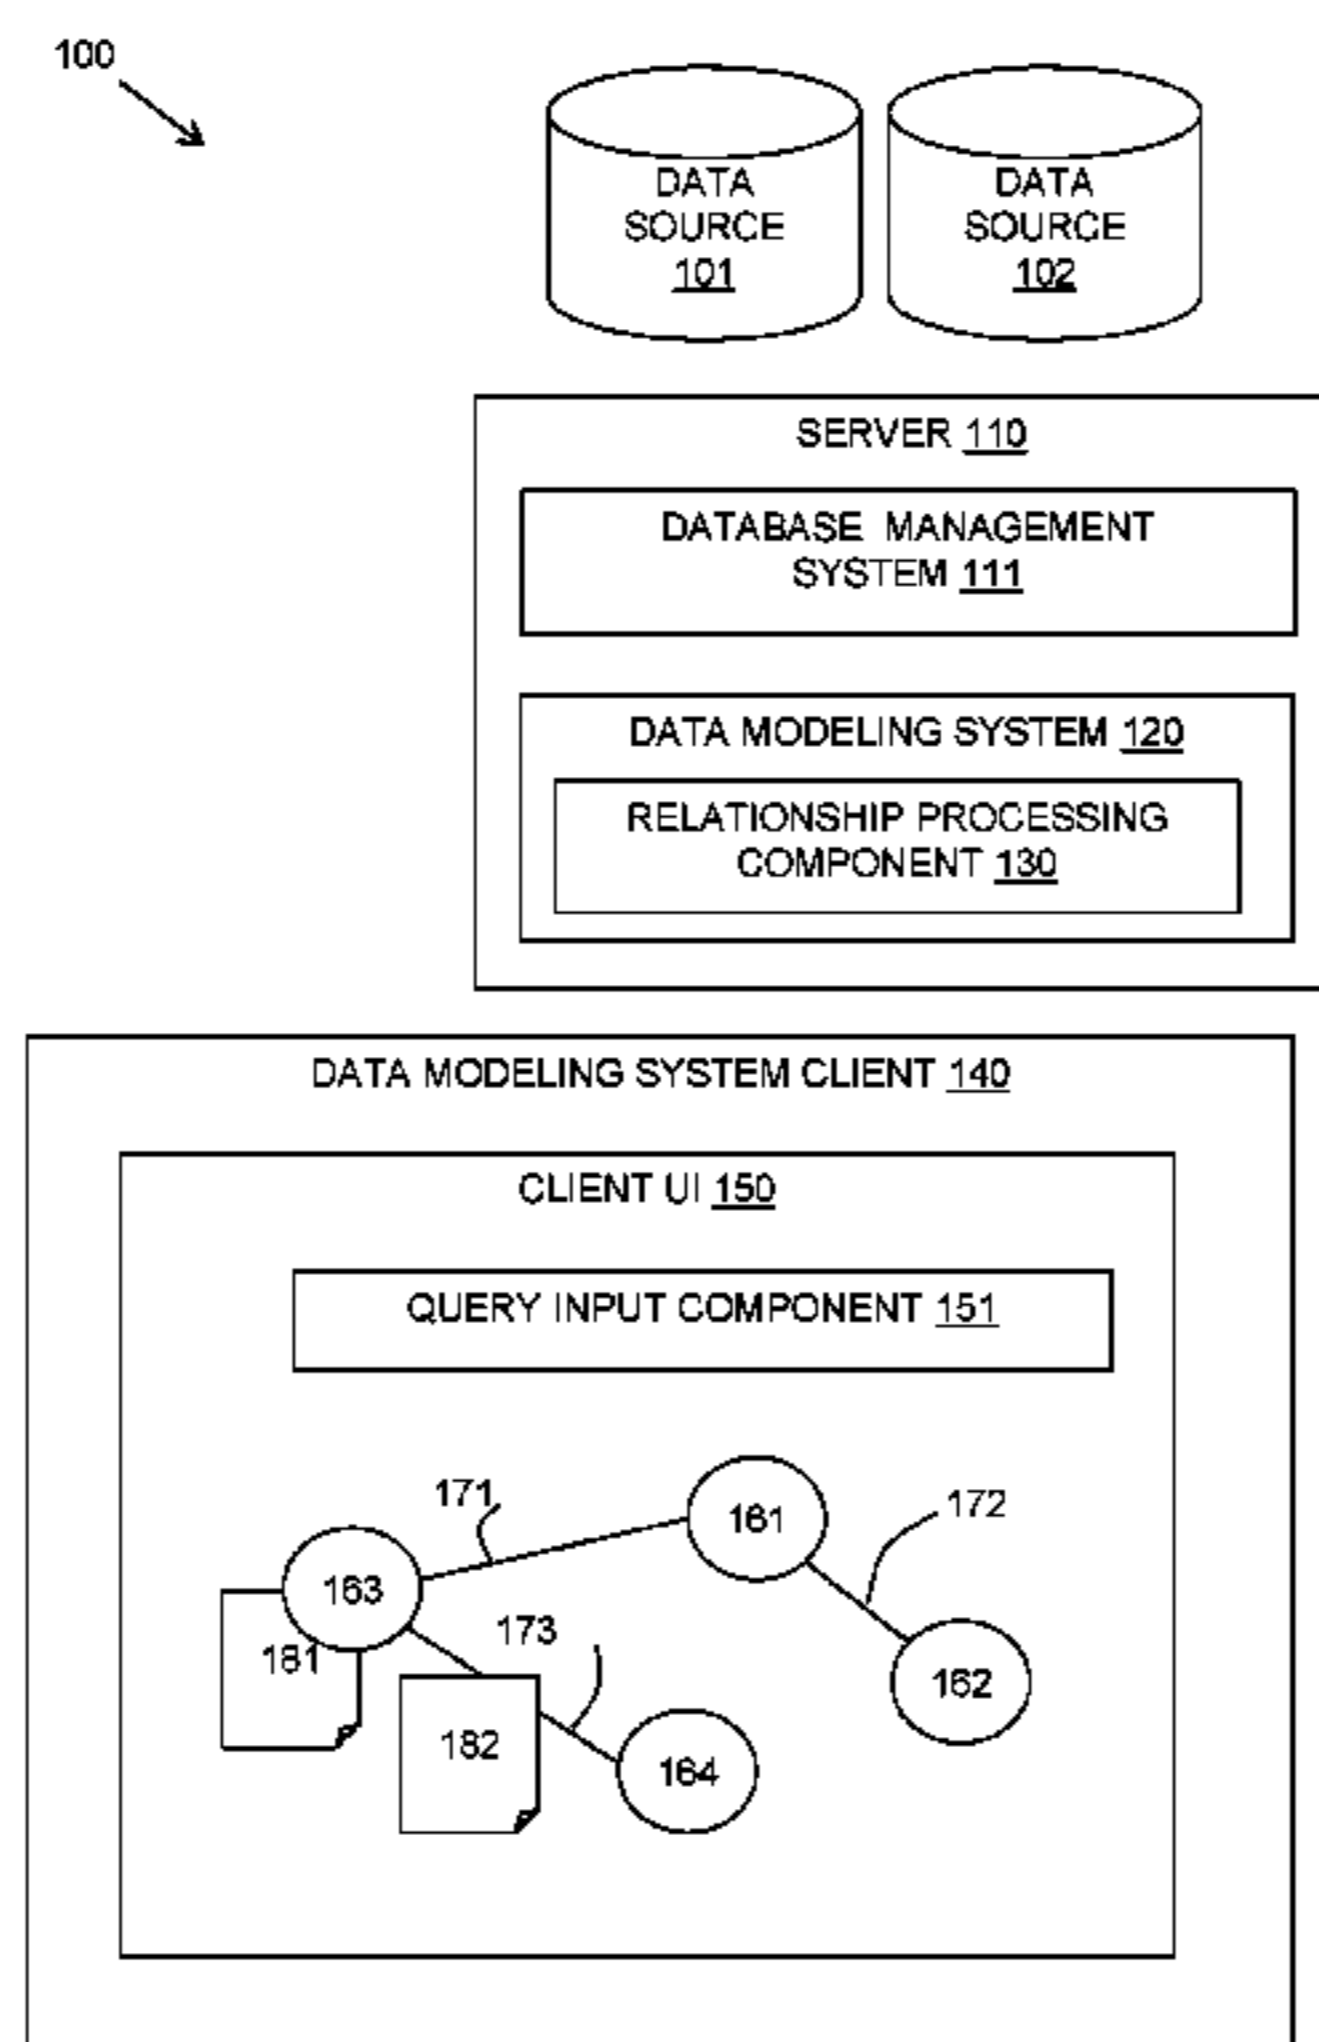 100
DATA
SOURCE
101
DATA
SOURCE
102
SERVER 110
DATABASE MANAGEMENT
SYSTEM 111
DATA MODELING SYSTEM 120
RELATIONSHIP PROCESSING
COMPONENT 130
DATA MODELING SYSTEM CLIENT 140
CLIENT UI 150
QUERY INPUT COMPONENT 151
171
161
172
163
173
181
162
182
164